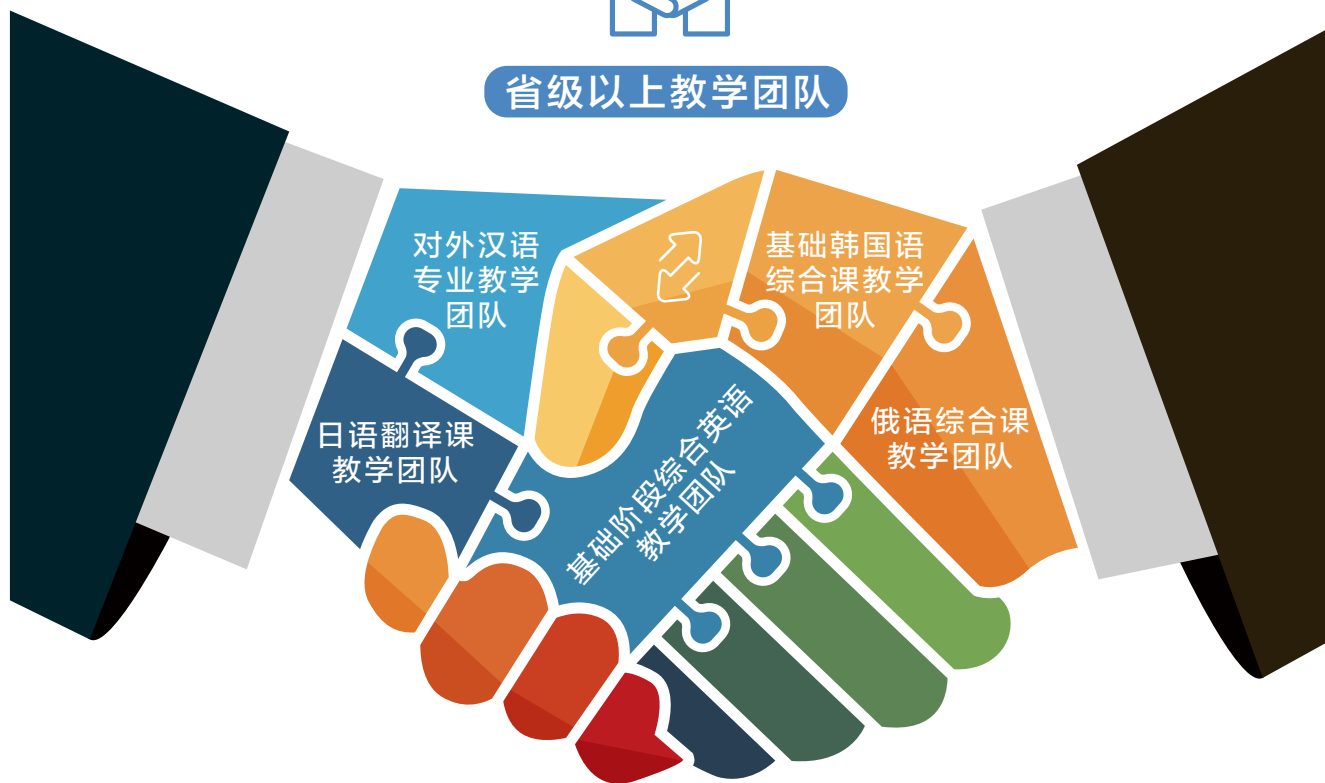 省级以上教学团队
对外汉语
专业教学
团队
基础韩国语
综合课教学
团队
日语翻译课
教学团队
基础阶段综合英语
教学团队
俄语综合课
教学团队